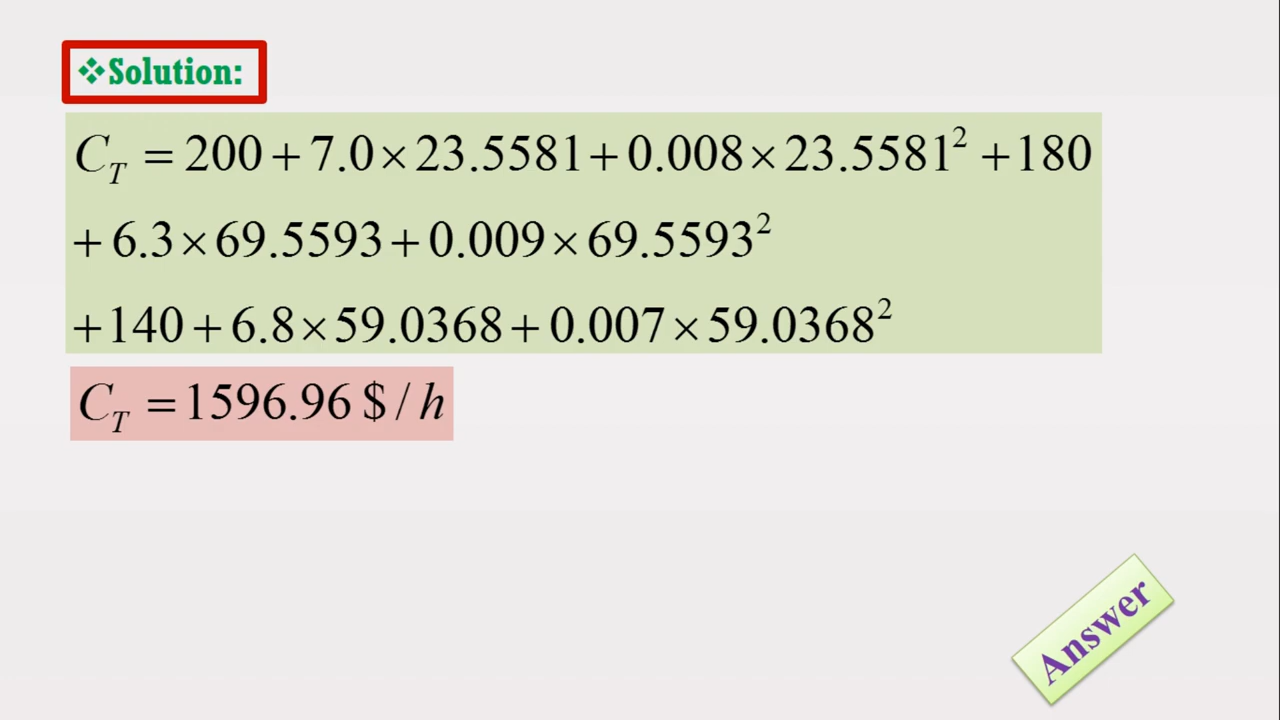 ❖Solution:
C_T = 200 + 7.0 × 23.5581 + 0.008 × 23.5581² + 180
+ 6.3 × 69.5593 + 0.009 × 69.5593²
+140 + 6.8 × 59.0368 + 0.007 × 59.0368²
C_T = 1596.96 $ / h
Answer